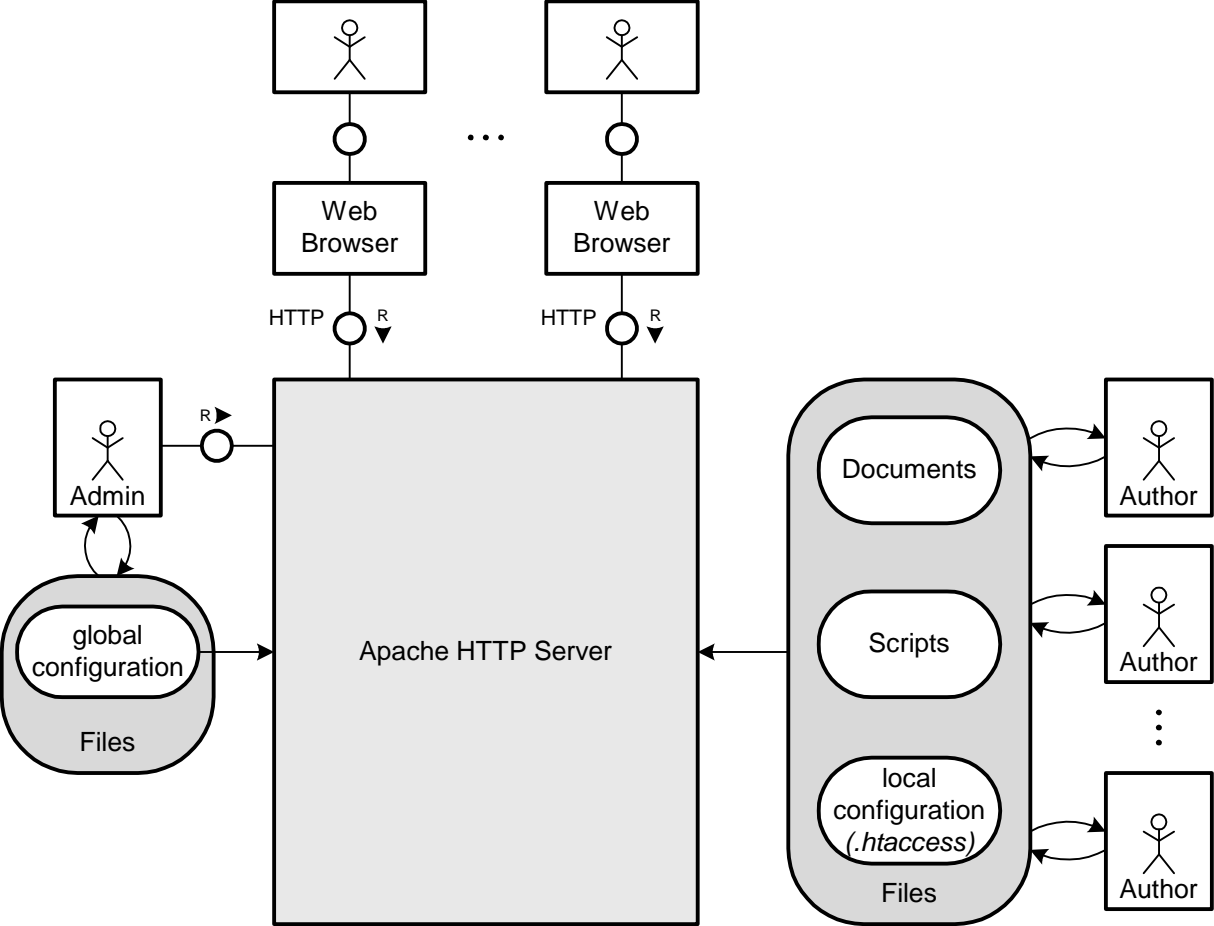 Web
Browser
Web
Browser
HTTP
R
HTTP
R
R
Admin
global
configuration
Files
Apache HTTP Server
Documents
Scripts
local
configuration
(.htaccess)
Files
Author
Author
Author